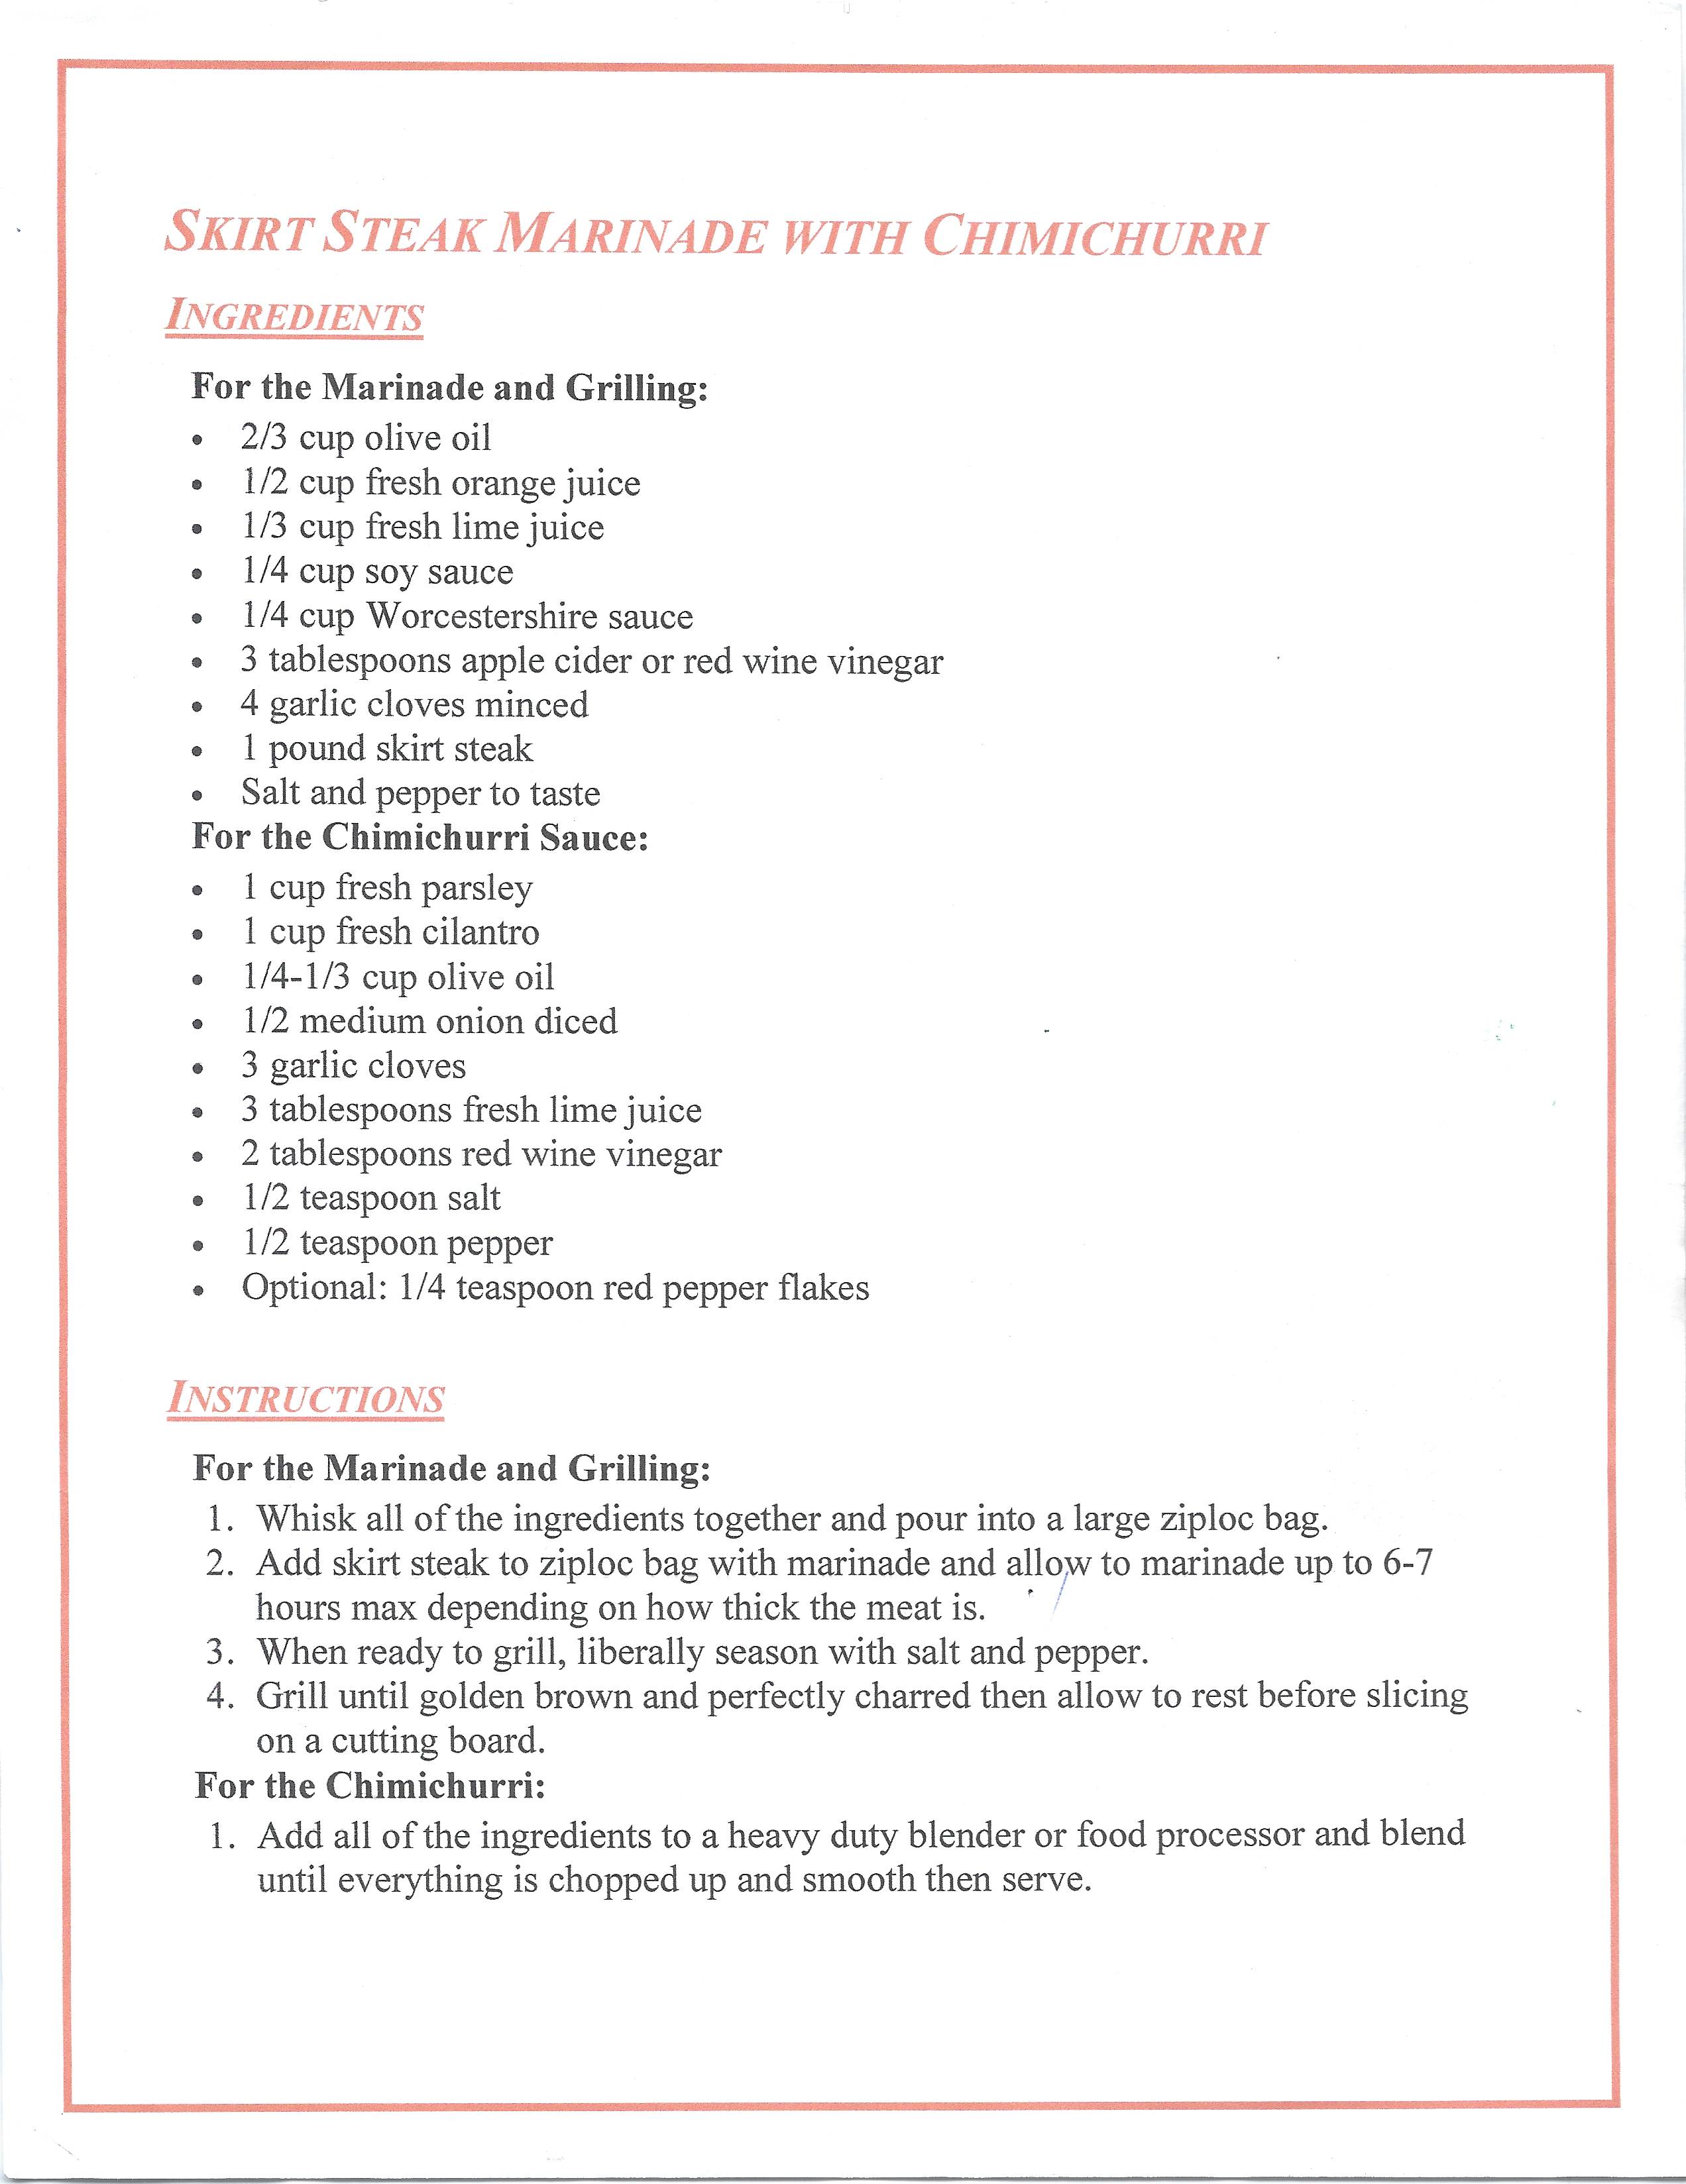 SKIRT STEAK MARINADE WITH CHIMICHURRI
INGREDIENTS
For the Marinade and Grilling:
• 2/3 cup olive oil
• 1/2 cup fresh orange juice
• 1/3 cup fresh lime juice
• 1/4 cup soy sauce
• 1/4 cup Worcestershire sauce
• 3 tablespoons apple cider or red wine vinegar
• 4 garlic cloves minced
• 1 pound skirt steak
• Salt and pepper to taste
For the Chimichurri Sauce:
• 1 cup fresh parsley
• 1 cup fresh cilantro
• 1/4-1/3 cup olive oil
• 1/2 medium onion diced
• 3 garlic cloves
• 3 tablespoons fresh lime juice
• 2 tablespoons red wine vinegar
• 1/2 teaspoon salt
• 1/2 teaspoon pepper
• Optional: 1/4 teaspoon red pepper flakes
INSTRUCTIONS
For the Marinade and Grilling:
1. Whisk all of the ingredients together and pour into a large ziploc bag.
2. Add skirt steak to ziploc bag with marinade and allow to marinade up to 6-7
hours max depending on how thick the meat is.
3. When ready to grill, liberally season with salt and pepper.
4. Grill until golden brown and perfectly charred then allow to rest before slicing
on a cutting board.
For the Chimichurri:
1. Add all of the ingredients to a heavy duty blender or food processor and blend
until everything is chopped up and smooth then serve.